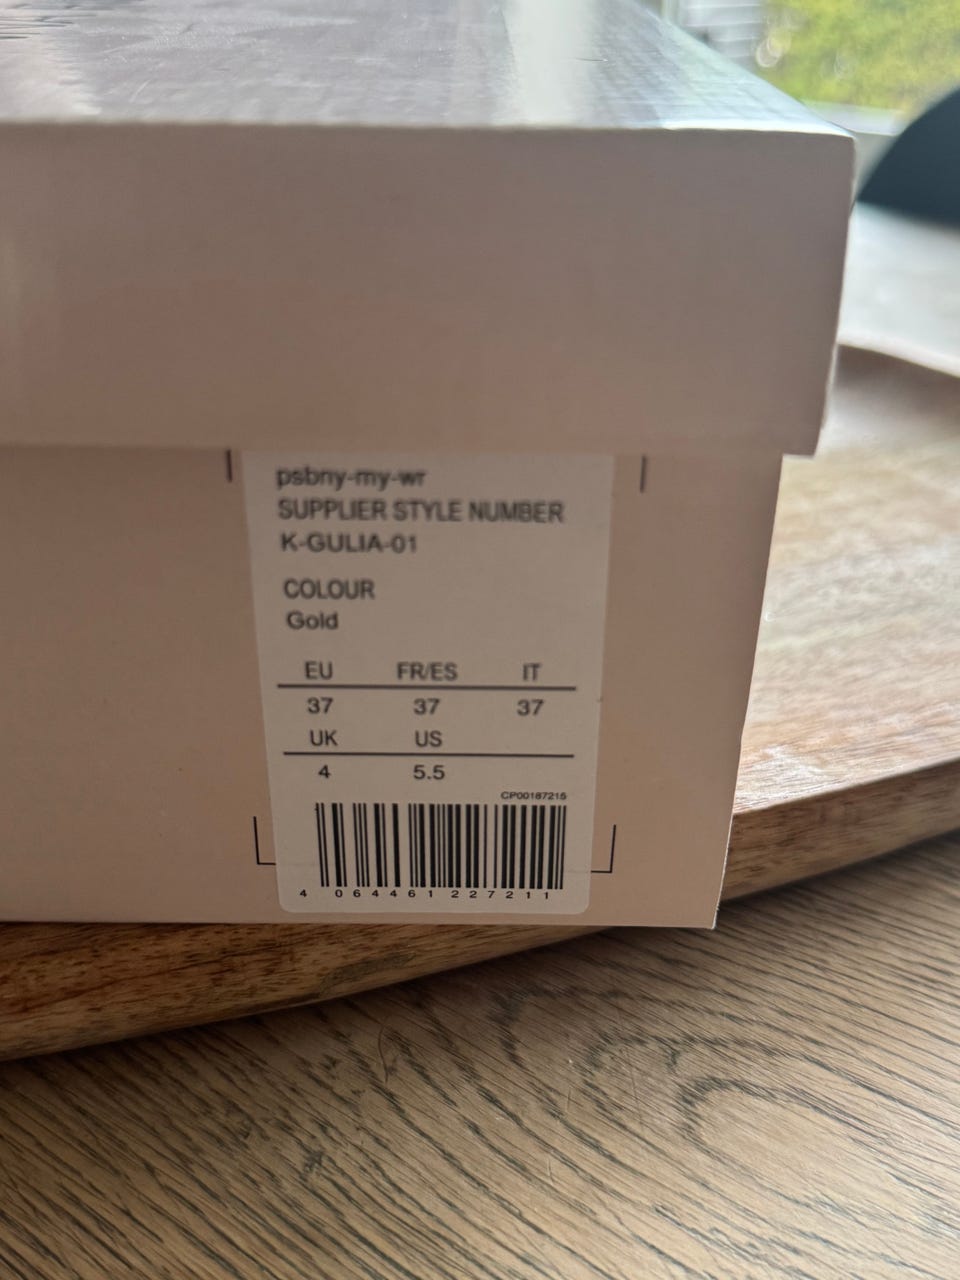 psbny-my-wr
SUPPLIER STYLE NUMBER
K-GULIA-01
COLOUR
Gold
EU FR/ES IT
37 37 37
UK US
4 5.5
CP00187215
4 064461 227211